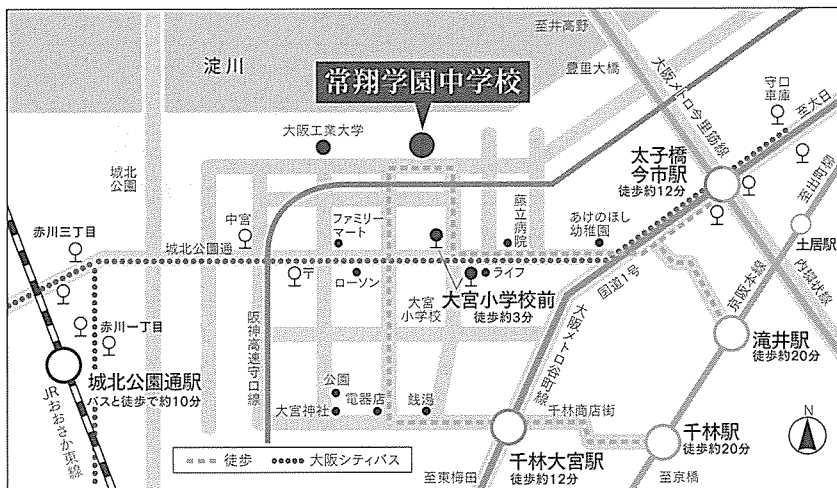 淀川
常翔学園中学校
大阪工業大学
至井高野
豊里大橋
大阪メトロ今里筋線
守口
車庫
至大日
太子橋
今市駅
徒歩約12分
至出町柳
土居駅
城北
公園
赤川三丁目
中宮
城北公園通
ファミリー
マート
ローソン
〒
藤立病院
あけのほし
幼稚園
ライフ
大宮
小学校
大宮小学校前
徒歩約3分
国道1号
内環状線
京阪本線
滝井駅
徒歩約20分
赤川一丁目
城北公園通駅
バスと徒歩で約10分
JRおおさか東線
阪神高速守口線
大阪メトロ谷町線
公園
大宮神社
電器店
銭湯
千林商店街
千林大宮駅
徒歩約12分
千林駅
徒歩約20分
至東梅田
至京橋
N
徒歩
大阪シティバス